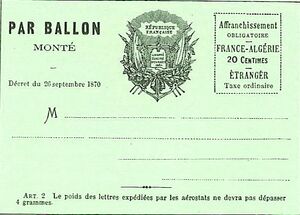 PAR BALLON
MONTÉ
Décret du 26 septembre 1870
RÉPUBLIQUE
FRANÇAISE
Affranchissement
OBLIGATOIRE
FRANCE-ALGÉRIE
20 CENTIMES
ÉTRANGER
Taxe ordinaire
M
ART. 2 Le poids des lettres expédiées par les aérostats ne devra pas dépasser
4 grammes.